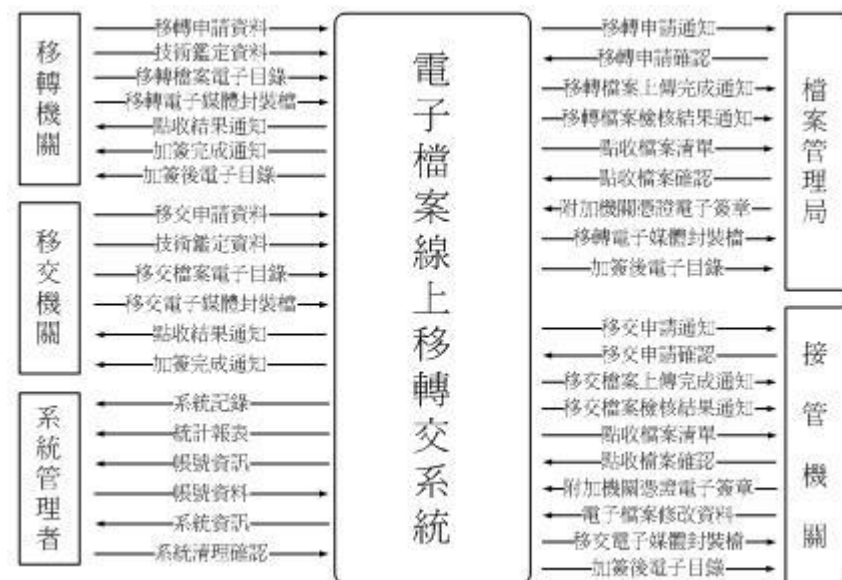 移轉機關
移轉申請資料
技術鑑定資料
移轉檔案電子目錄
移轉電子媒體封裝檔
點收結果通知
加簽完成通知
加簽後電子目錄
移交機關
移交申請資料
技術鑑定資料
移交檔案電子目錄
移交電子媒體封裝檔
點收結果通知
加簽完成通知
系統管理者
系統記錄
統計報表
帳號資訊
帳號資料
系統資訊
系統清理確認
電子檔案線上移轉交系統
移轉申請通知
移轉申請確認
移轉檔案上傳完成通知
移轉檔案檢核結果通知
點收檔案清單
點收檔案確認
附加機關憑證電子簽章
移轉電子媒體封裝檔
加簽後電子目錄
檔案管理局
移交申請通知
移交申請確認
移交檔案上傳完成通知
移交檔案檢核結果通知
點收檔案清單
點收檔案確認
附加機關憑證電子簽章
電子檔案修改資料
移交電子媒體封裝檔
加簽後電子目錄
接管機關